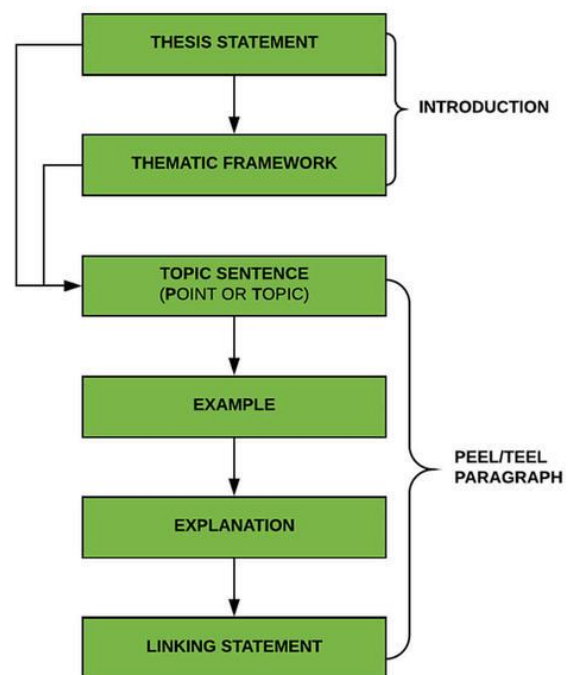 THESIS STATEMENT
INTRODUCTION
THEMATIC FRAMEWORK
TOPIC SENTENCE
(POINT OR TOPIC)
EXAMPLE
PEEL/TEEL
PARAGRAPH
EXPLANATION
LINKING STATEMENT